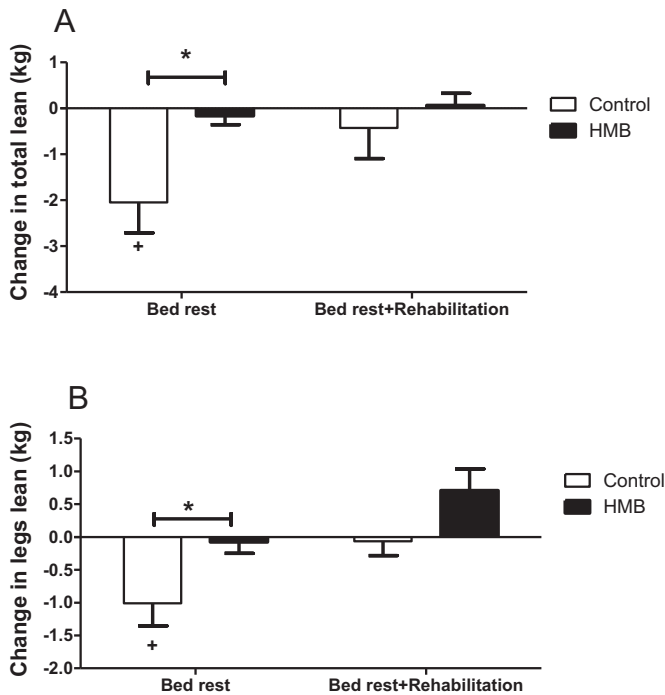 A
Change in total lean (kg)
1
0
-1
-2
-3
-4
*
+
Bed rest
Bed rest+Rehabilitation
Control
HMB
B
Change in legs lean (kg)
1.5
1.0
0.5
0.0
-0.5
-1.0
-1.5
-2.0
*
+
Bed rest
Bed rest+Rehabilitation
Control
HMB